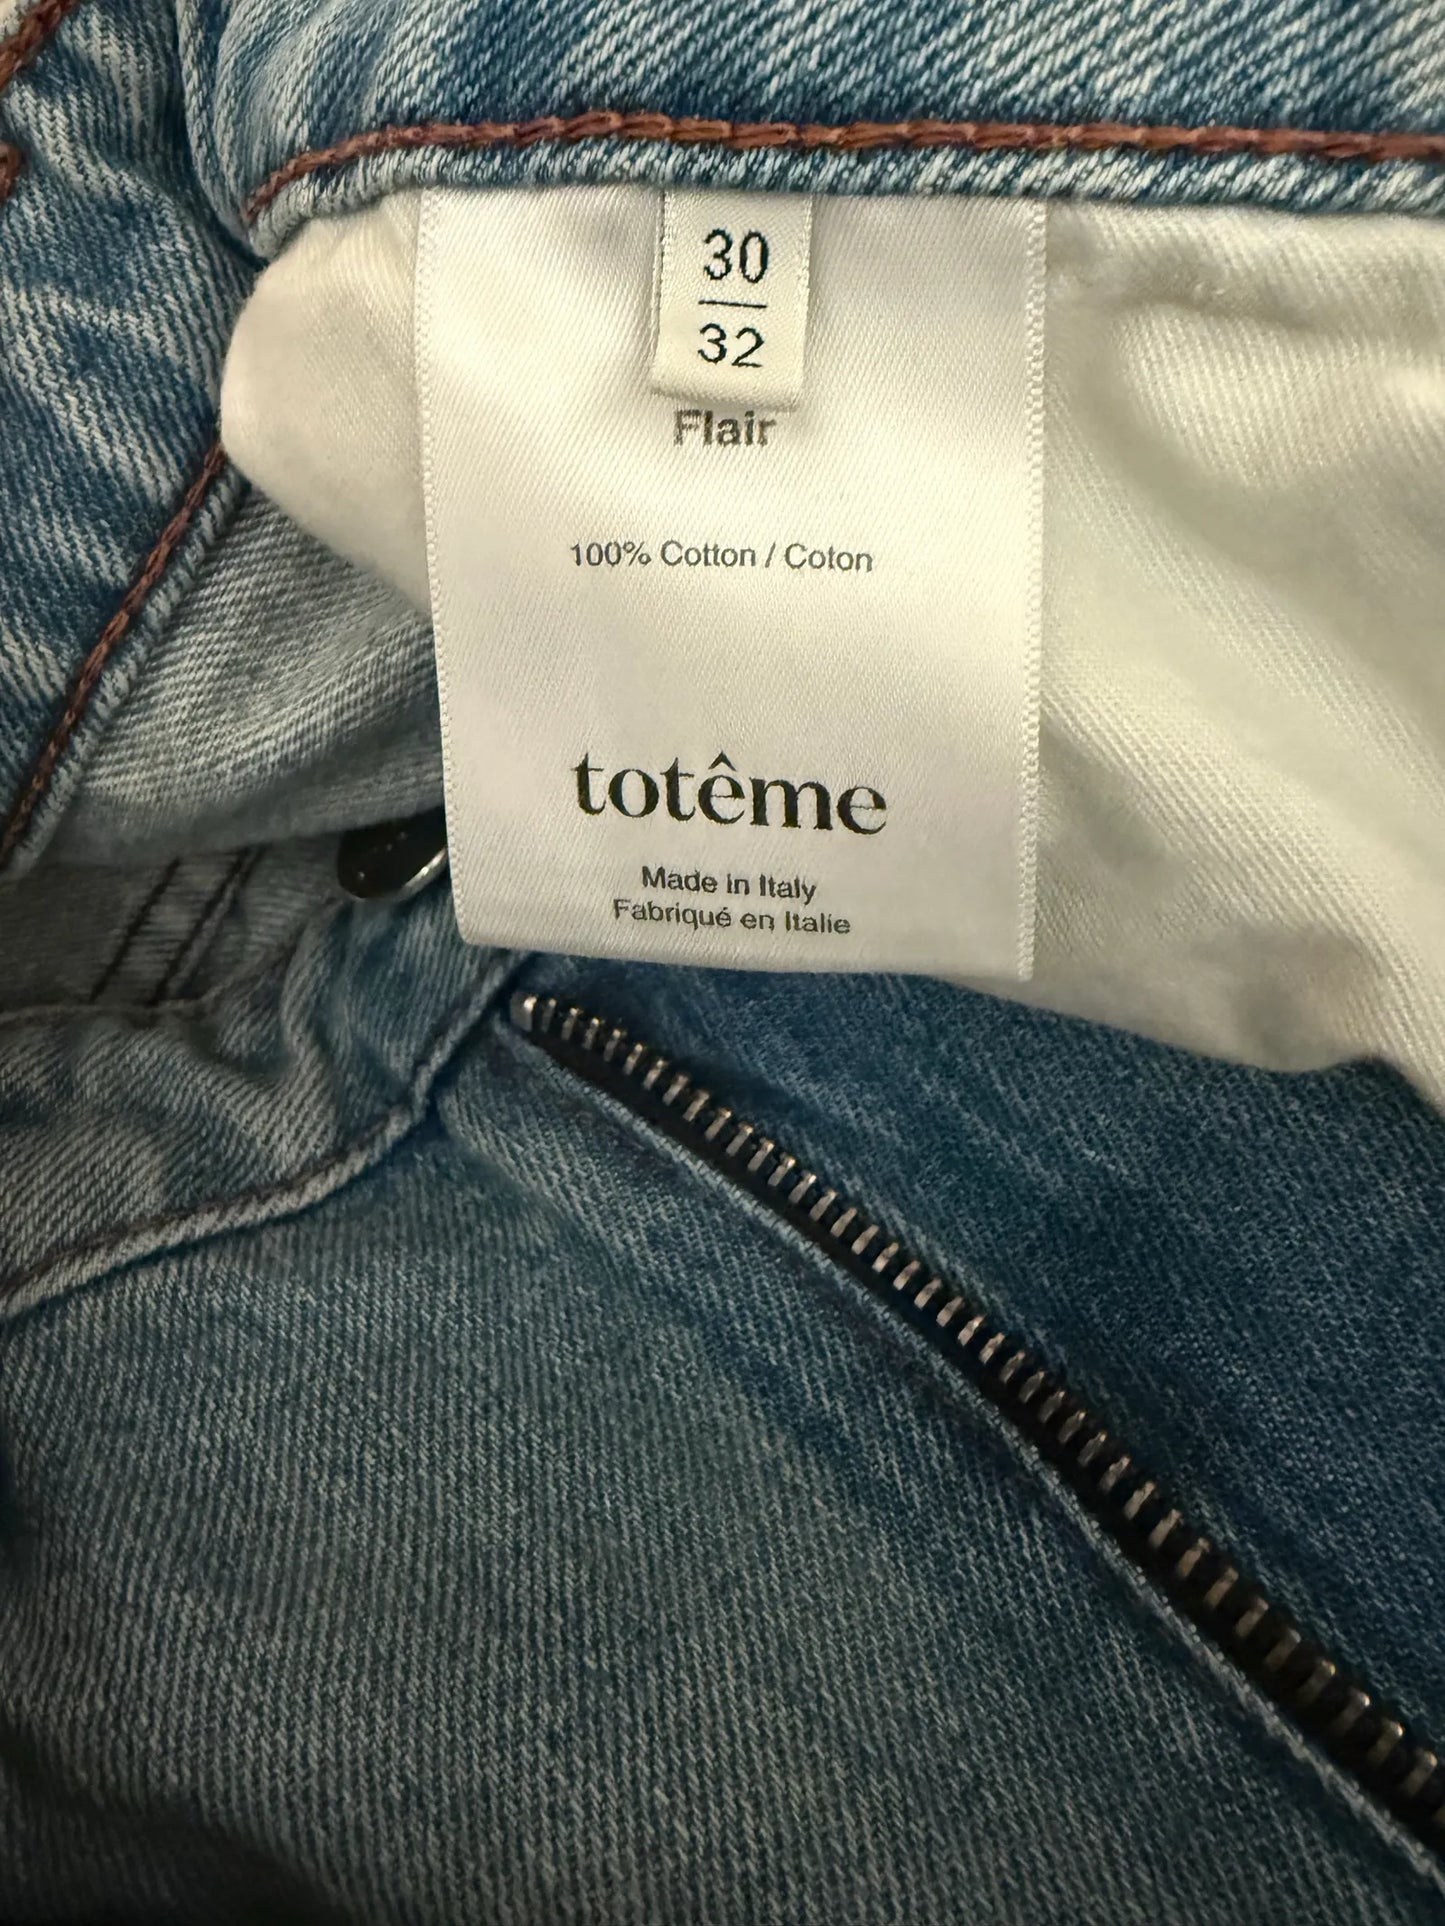 30
32
Flair
100% Cotton / Coton
totême
Made in Italy
Fabriqué en Italie